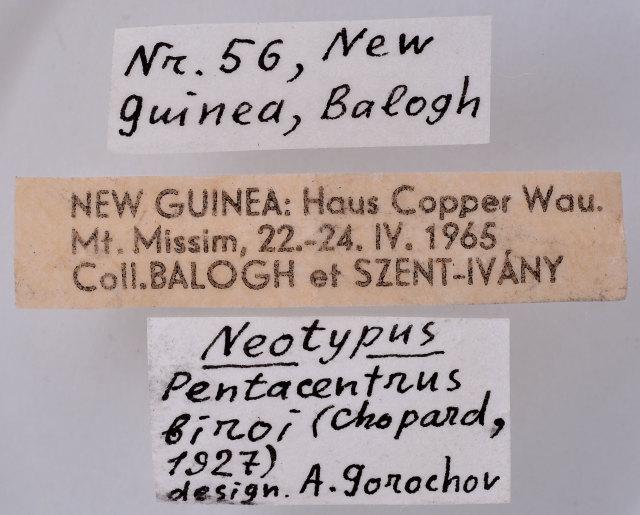 Nr. 56, New
guinea, Balogh
NEW GUINEA: Haus Copper Wau.
Mt. Missim, 22.-24. IV. 1965
Coll.BALOGH et SZENT-IVÁNY
Neotypus
Pentacentrus
biroi (Chopard,
1927)
design. A. gorochov